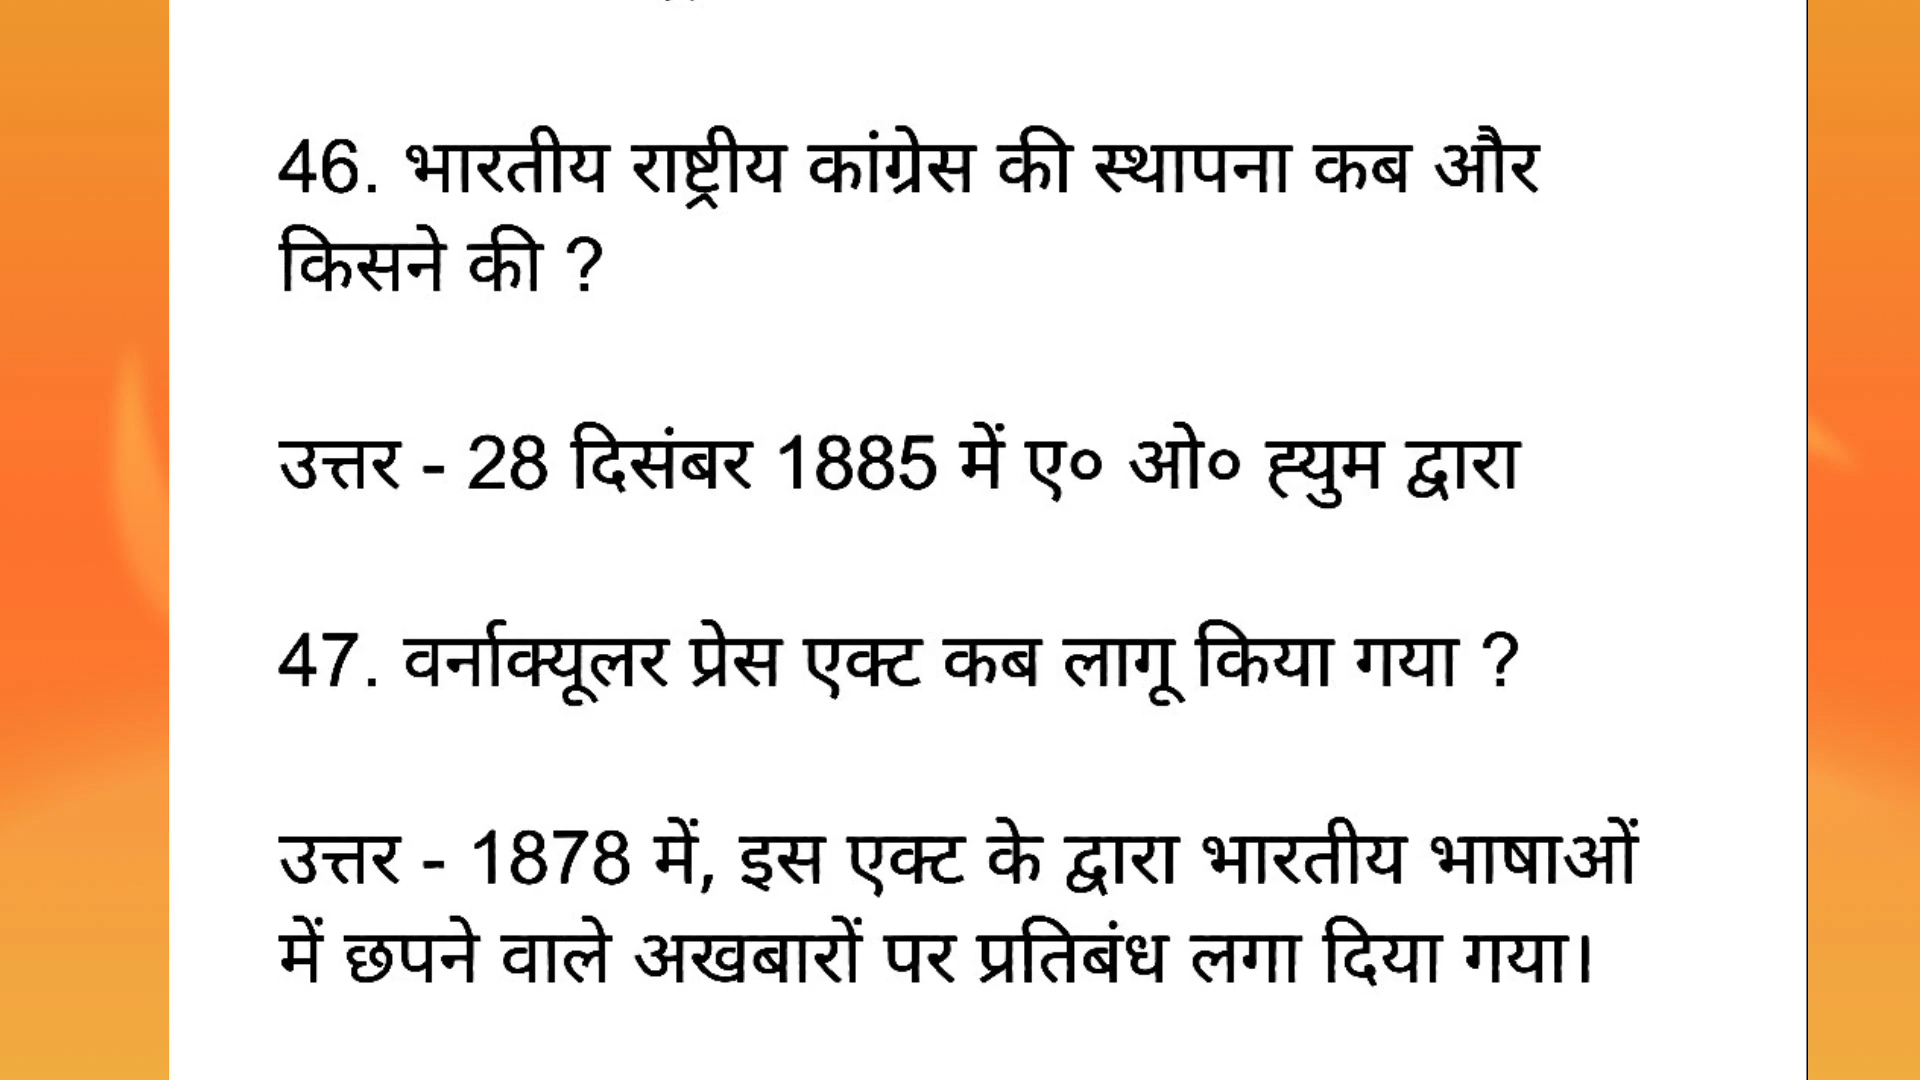 46. भारतीय राष्ट्रीय कांग्रेस की स्थापना कब और
किसने की ?
उत्तर - 28 दिसंबर 1885 में ए० ओ० ह्युम द्वारा
47. वर्नाक्यूलर प्रेस एक्ट कब लागू किया गया ?
उत्तर - 1878 में, इस एक्ट के द्वारा भारतीय भाषाओं
में छपने वाले अखबारों पर प्रतिबंध लगा दिया गया।